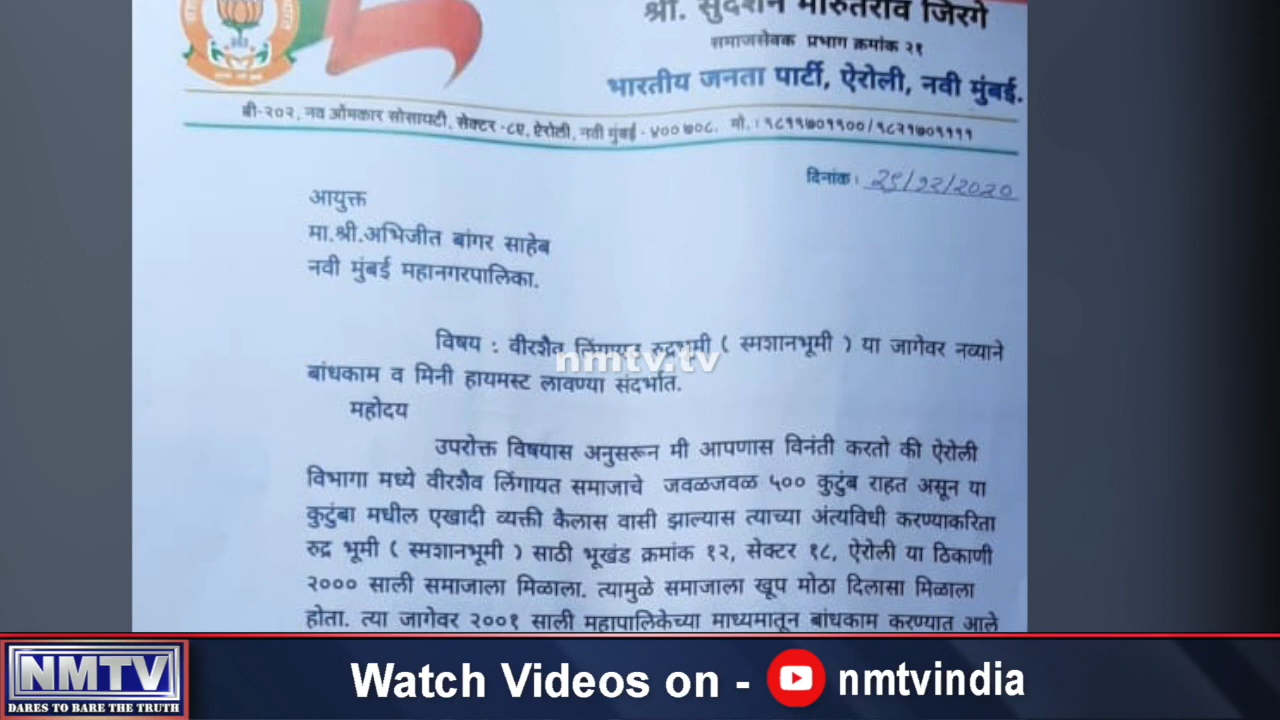 श्री. सुदर्शन मारुतराव जिरगे
समाजसेवक प्रभाग क्रमांक २१
भारतीय जनता पार्टी, ऐरोली, नवी मुंबई.
बी-२०२, नव ओंमकार सोसायटी, सेक्टर -८ए, ऐरोली, नवी मुंबई - ४०० ७०८. मो. :
दिनांक : 29/12/2020
आयुक्त
मा.श्री.अभिजीत बांगर साहेब
नवी मुंबई महानगरपालिका.
विषय : वीरशैव लिंगायत रुद्रभूमी ( स्मशानभूमी ) या जागेवर नव्याने
nmtv.tv
बांधकाम व मिनी हायमस्ट लावण्या संदर्भात.
महोदय
उपरोक्त विषयास अनुसरून मी आपणास विनंती करतो की ऐरोली
विभागा मध्ये वीरशैव लिंगायत समाजाचे जवळजवळ ५०० कुटुंब राहत असून या
कुटुंबा मधील एखादी व्यक्ती कैलास वासी झाल्यास त्याच्या अंत्यविधी करण्याकरिता
रुद्र भूमी ( स्मशानभूमी ) साठी भूखंड क्रमांक १२, सेक्टर १८, ऐरोली या ठिकाणी
२००० साली समाजाला मिळाला. त्यामुळे समाजाला खूप मोठा दिलासा मिळाला
होता. त्या जागेवर २००१ साली महापालिकेच्या माध्यमातून बांधकाम करण्यात आले
NMTV
DARES TO BARE THE TRUTH
Watch Videos on - nmtvindia